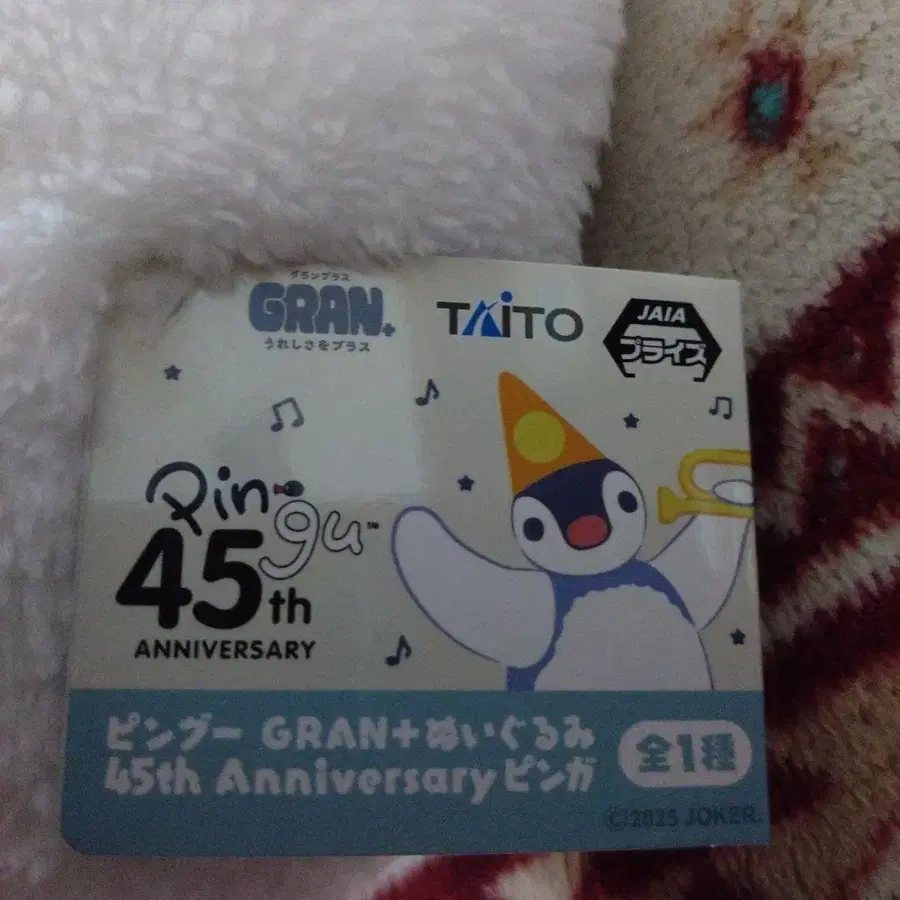 グランプラス
GRAN+
うれしさをプラス
TAITO
JAIA
プライズ
Pingu™
45th
ANNIVERSARY
ピングー GRAN+ぬいぐるみ
45th Anniversaryピンガ
全1種
©2025 JOKER.